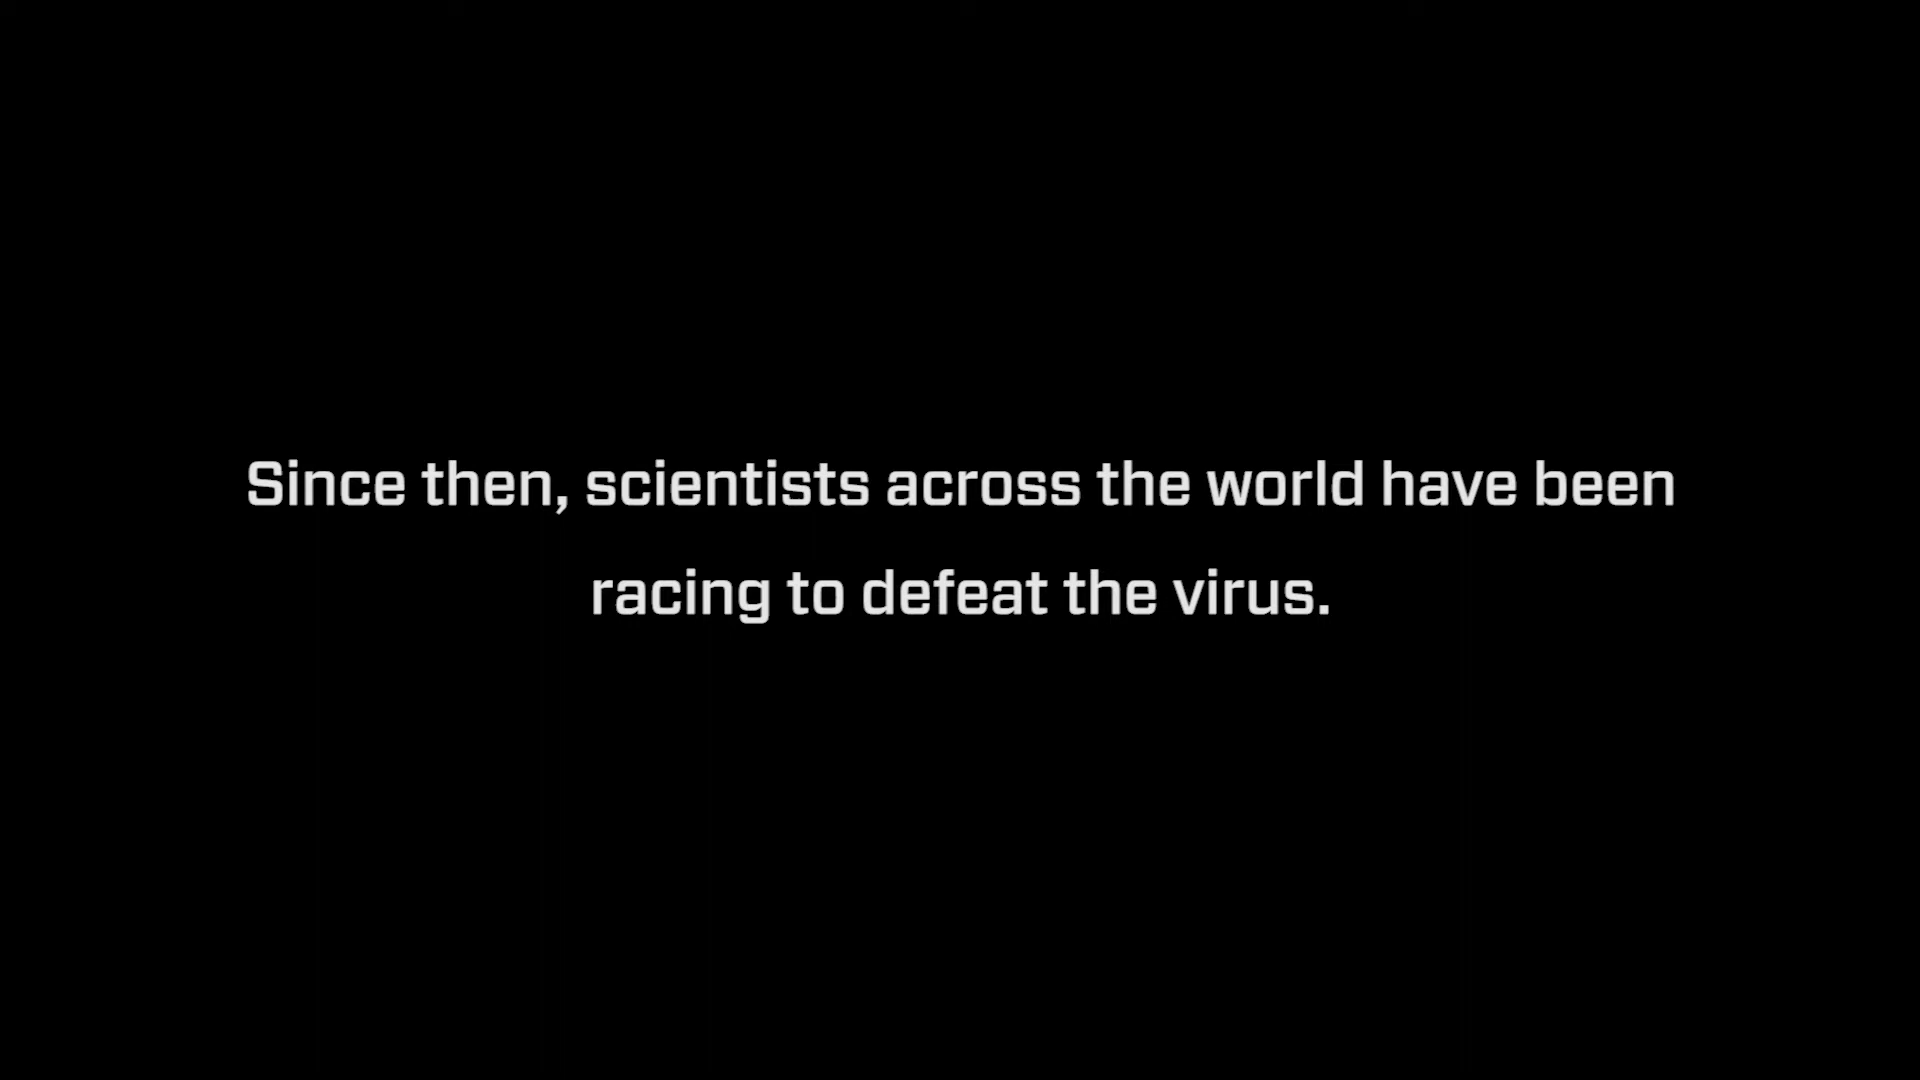 Since then, scientists across the world have been
racing to defeat the virus.